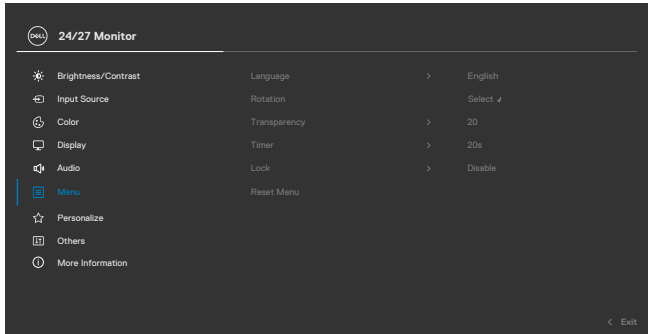 DELL 24/27 Monitor
Brightness/Contrast Language > English
Input Source Rotation Select
Color Transparency > 20
Display Timer > 20s
Audio Lock > Disable
Menu Reset Menu
Personalize
Others
More Information
< Exit